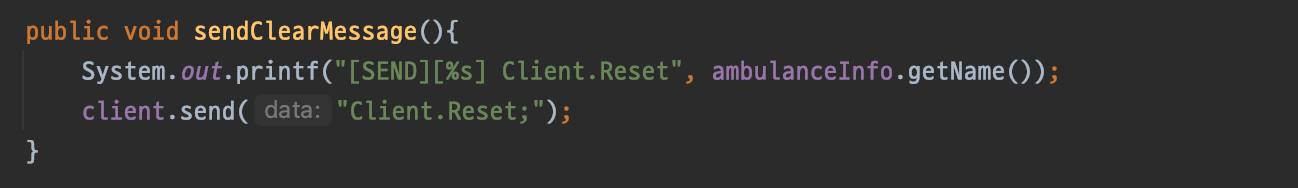 public void sendClearMessage(){
System.out.printf("[SEND][%s] Client.Reset", ambulanceInfo.getName());
client.send( data: "Client.Reset;");
}